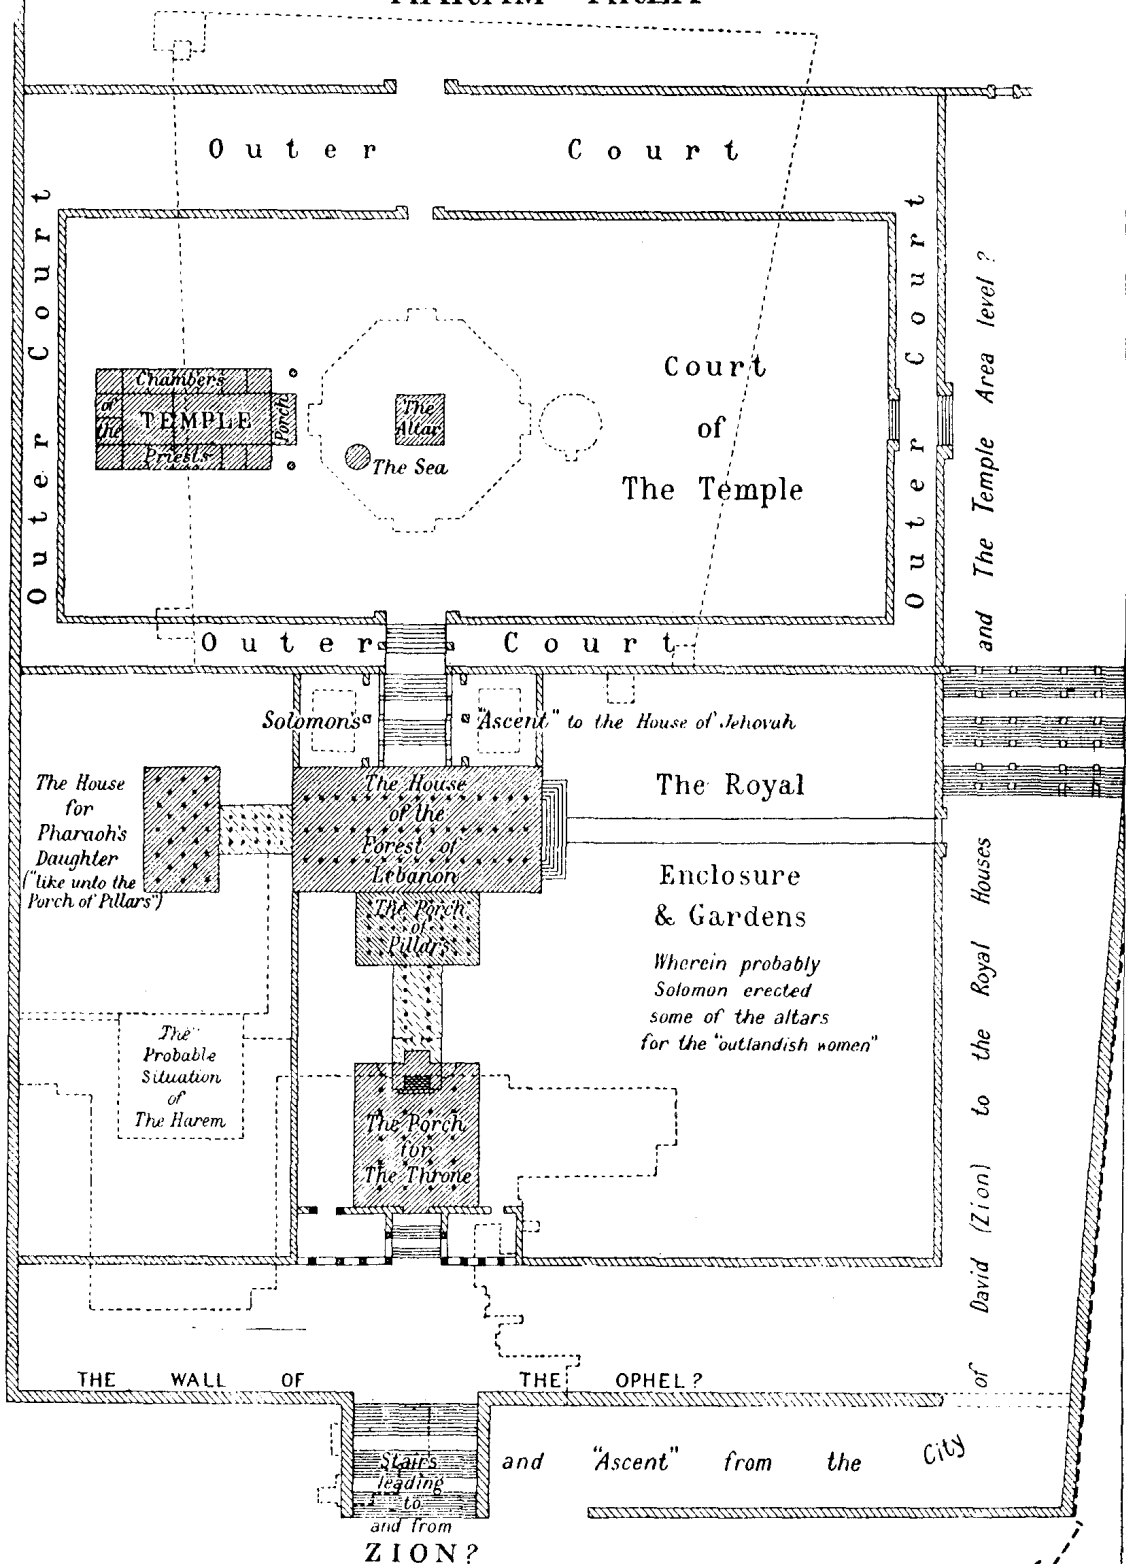 Outer Court
Outer Court
Outer Court
Chambers
of
the
TEMPLE
Porch
Priests
The
Altar
The Sea
Court
of
The Temple
Outer Court
Solomon's "Ascent" to the House of Jehovah
The House
for
Pharaoh's
Daughter
("like unto the
Porch of Pillars")
The House
of the
Forest of
Lebanon
The Porch
of
Pillars
The Royal
Enclosure
& Gardens
Wherein probably
Solomon erected
some of the altars
for the "outlandish women"
The
Probable
Situation
of
The Harem
The Porch
for
The Throne
THE WALL OF THE OPHEL?
Stairs
leading
to
and from
ZION?
and "Ascent" from the City
of David (Zion) to the Royal Houses
and The Temple Area level?